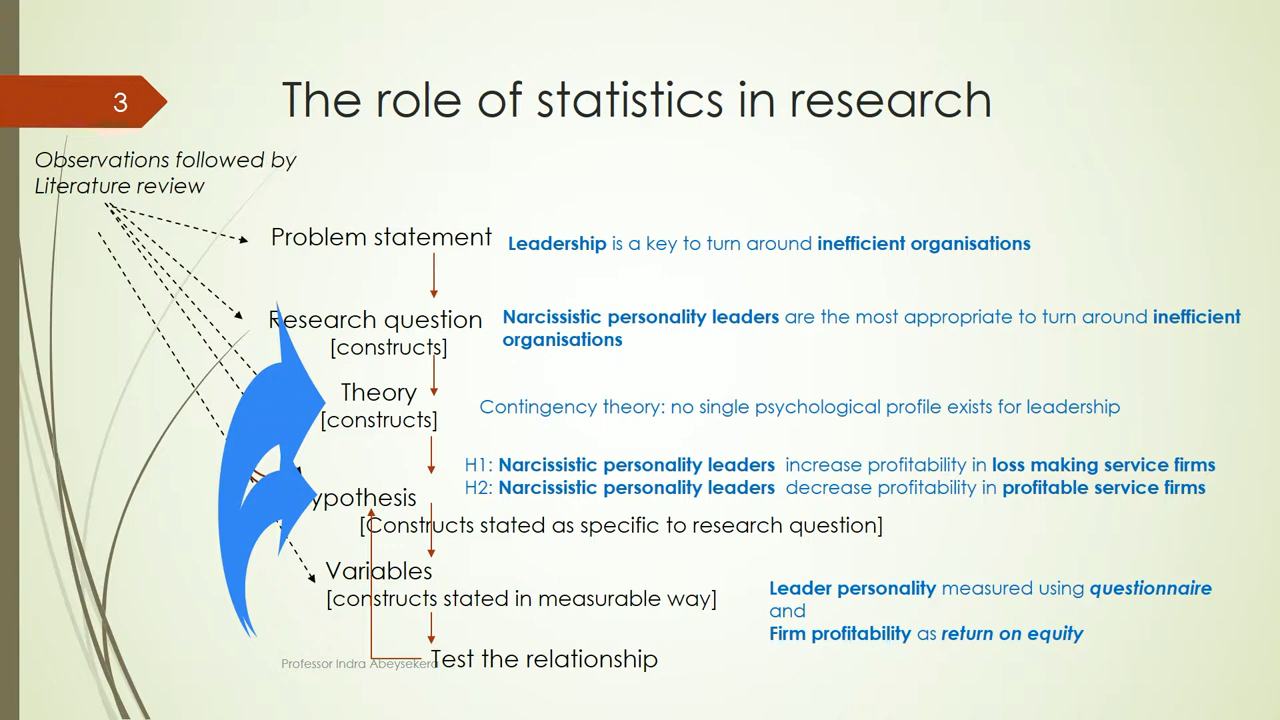 3
The role of statistics in research
Observations followed by
Literature review
Problem statement
Leadership is a key to turn around inefficient organisations
Research question
[constructs]
Narcissistic personality leaders are the most appropriate to turn around inefficient
organisations
Theory
[constructs]
Contingency theory: no single psychological profile exists for leadership
ypothesis
H1: Narcissistic personality leaders increase profitability in loss making service firms
H2: Narcissistic personality leaders decrease profitability in profitable service firms
[Constructs stated as specific to research question]
Variables
[constructs stated in measurable way]
Leader personality measured using questionnaire
and
Firm profitability as return on equity
Test the relationship
Professor Indra Abeysekera